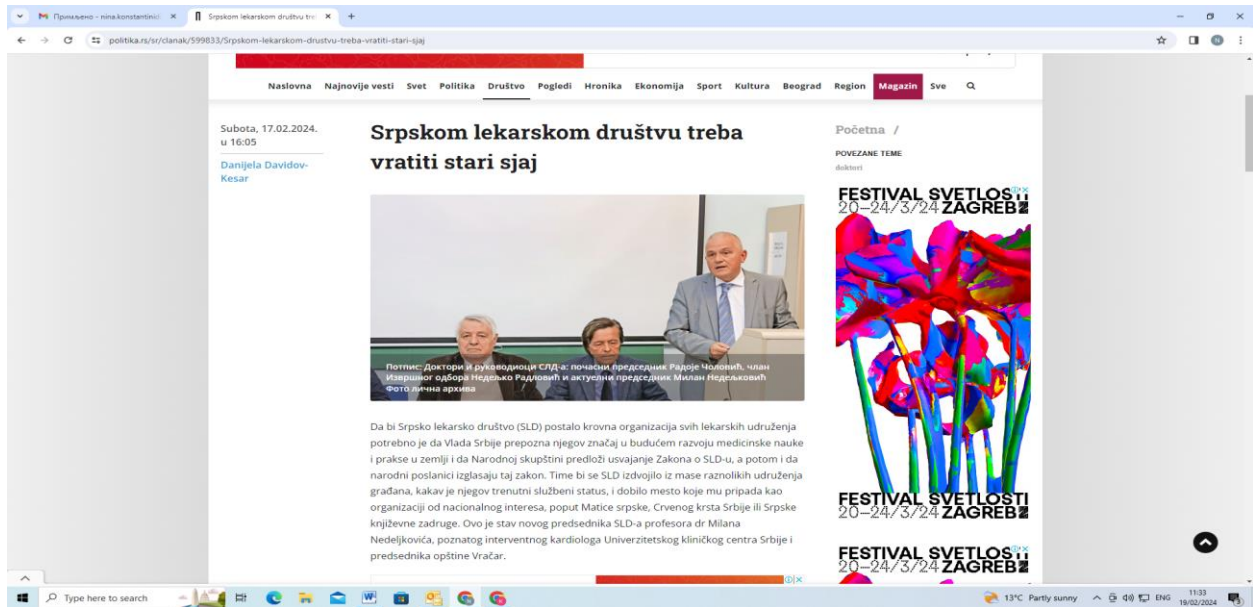 Примљено - nina.konstantinid
Srpskom lekarskom društvu tre
politika.rs/sr/clanak/599833/Srpskom-lekarskom-drustvu-treba-vratiti-stari-sjaj
Naslovna Najnovije vesti Svet Politika Društvo Pogledi Hronika Ekonomija Sport Kultura Beograd Region Magazin Sve
Subota, 17.02.2024.
u 16:05
Danijela Davidov-
Kesar
Srpskom lekarskom društvu treba
vratiti stari sjaj
Потпис: Доктори и руководиоци СЛД-а: почасни председник Радоје Чоловић, члан
Извршног одбора Недељко Радловић и актуелни председник Милан Недељковић
Фото лична архива
Da bi Srpsko lekarsko društvo (SLD) postalo krovna organizacija svih lekarskih udruženja
potrebno je da Vlada Srbije prepozna njegov značaj u budućem razvoju medicinske nauke
i prakse u zemlji i da Narodnoj skupštini predloži usvajanje Zakona o SLD-u, a potom i da
narodni poslanici izglasaju taj zakon. Time bi se SLD izdvojilo iz mase raznolikih udruženja
građana, kakav je njegov trenutni službeni status, i dobilo mesto koje mu pripada kao
organizaciji od nacionalnog interesa, poput Matice srpske, Crvenog krsta Srbije ili Srpske
književne zadruge. Ovo je stav novog predsednika SLD-a profesora dr Milana
Nedeljkovića, poznatog interventnog kardiologa Univerzitetskog kliničkog centra Srbije i
predsednika opštine Vračar.
Početna /
POVEZANE TEME
doktori
FESTIVAL SVETLOSTI
20–24/3/24 ZAGREB
FESTIVAL SVETLOSTI
20–24/3/24 ZAGREB
FESTIVAL SVETLOSTI
20–24/3/24 ZAGREB
Type here to search
13°C Partly sunny
ENG
11:33
19/02/2024